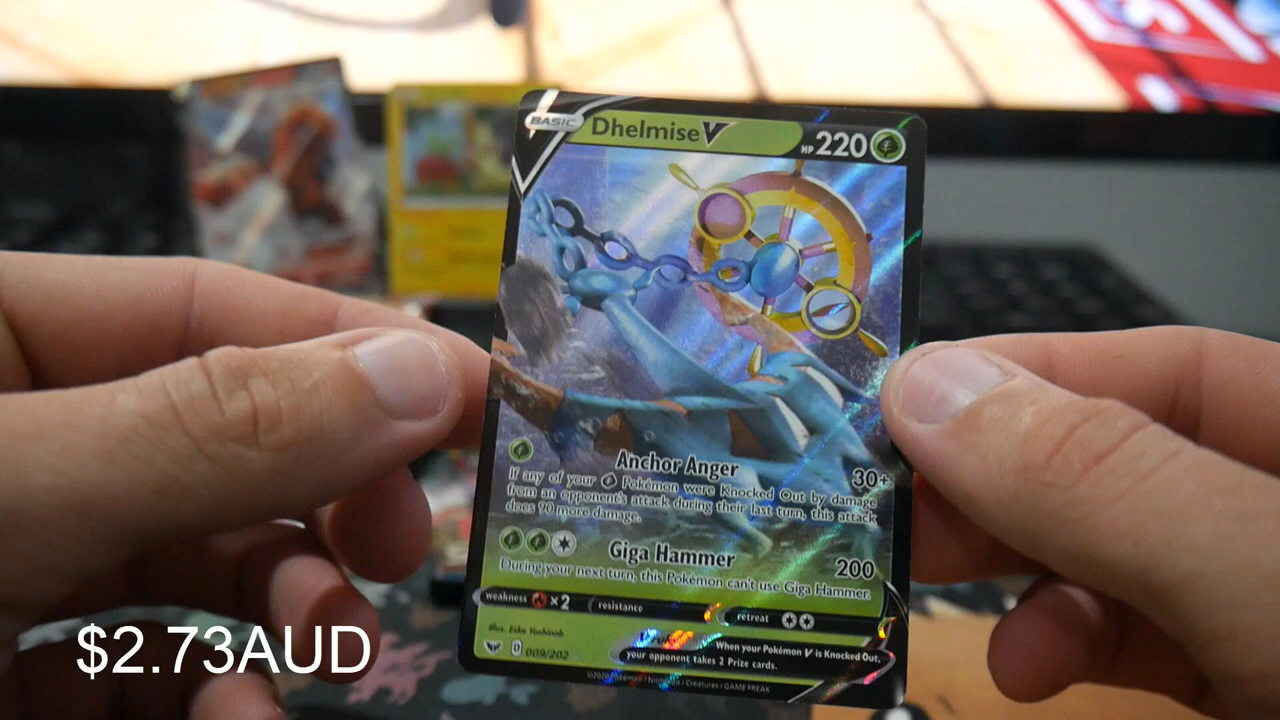 BASIC
Dhelmise V
HP 220
Anchor Anger 30+
If any of your Pokémon were Knocked Out by damage
from an opponent's attack during their last turn, this attack
does 90 more damage.
Giga Hammer 200
During your next turn, this Pokémon can't use Giga Hammer.
weakness ×2 resistance retreat
Illus. Eske Yoshinob
D 009/202
When your Pokémon V is Knocked Out,
your opponent takes 2 Prize cards.
©2020 Pokémon / Nintendo / Creatures / GAME FREAK
$2.73AUD